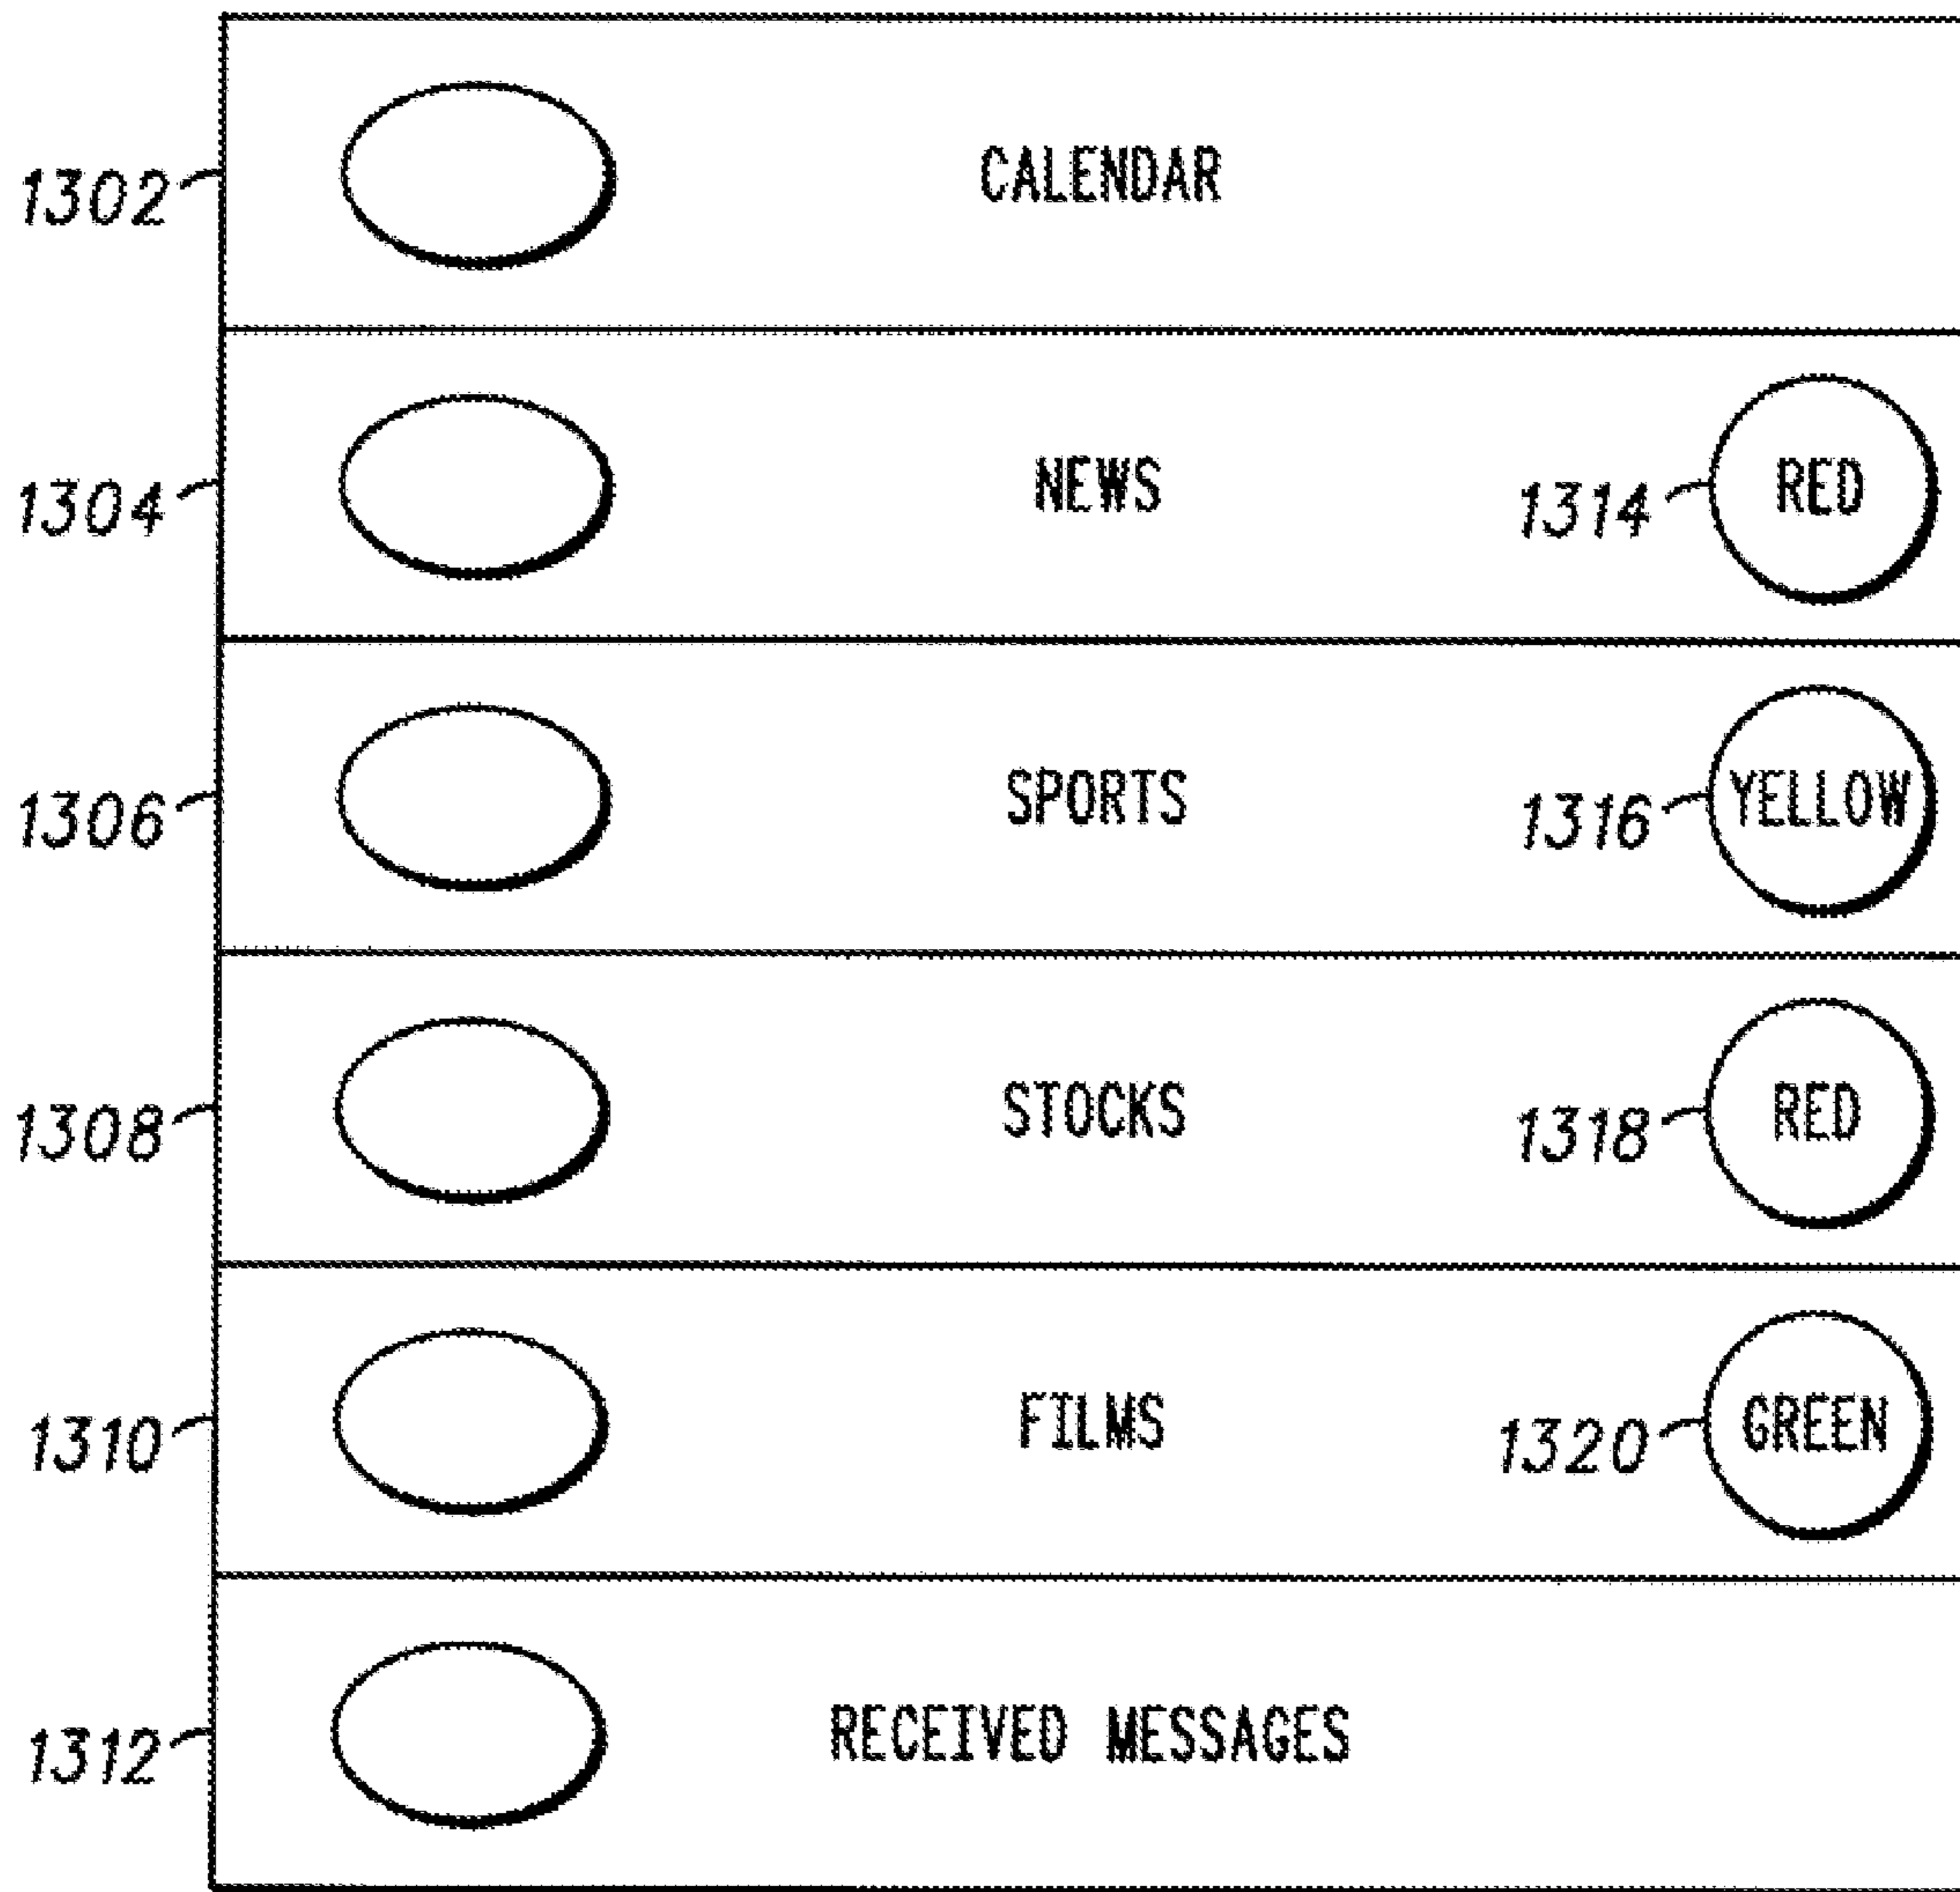 1302 CALENDAR
1304 NEWS 1314 RED
1306 SPORTS 1316 YELLOW
1308 STOCKS 1318 RED
1310 FILMS 1320 GREEN
1312 RECEIVED MESSAGES